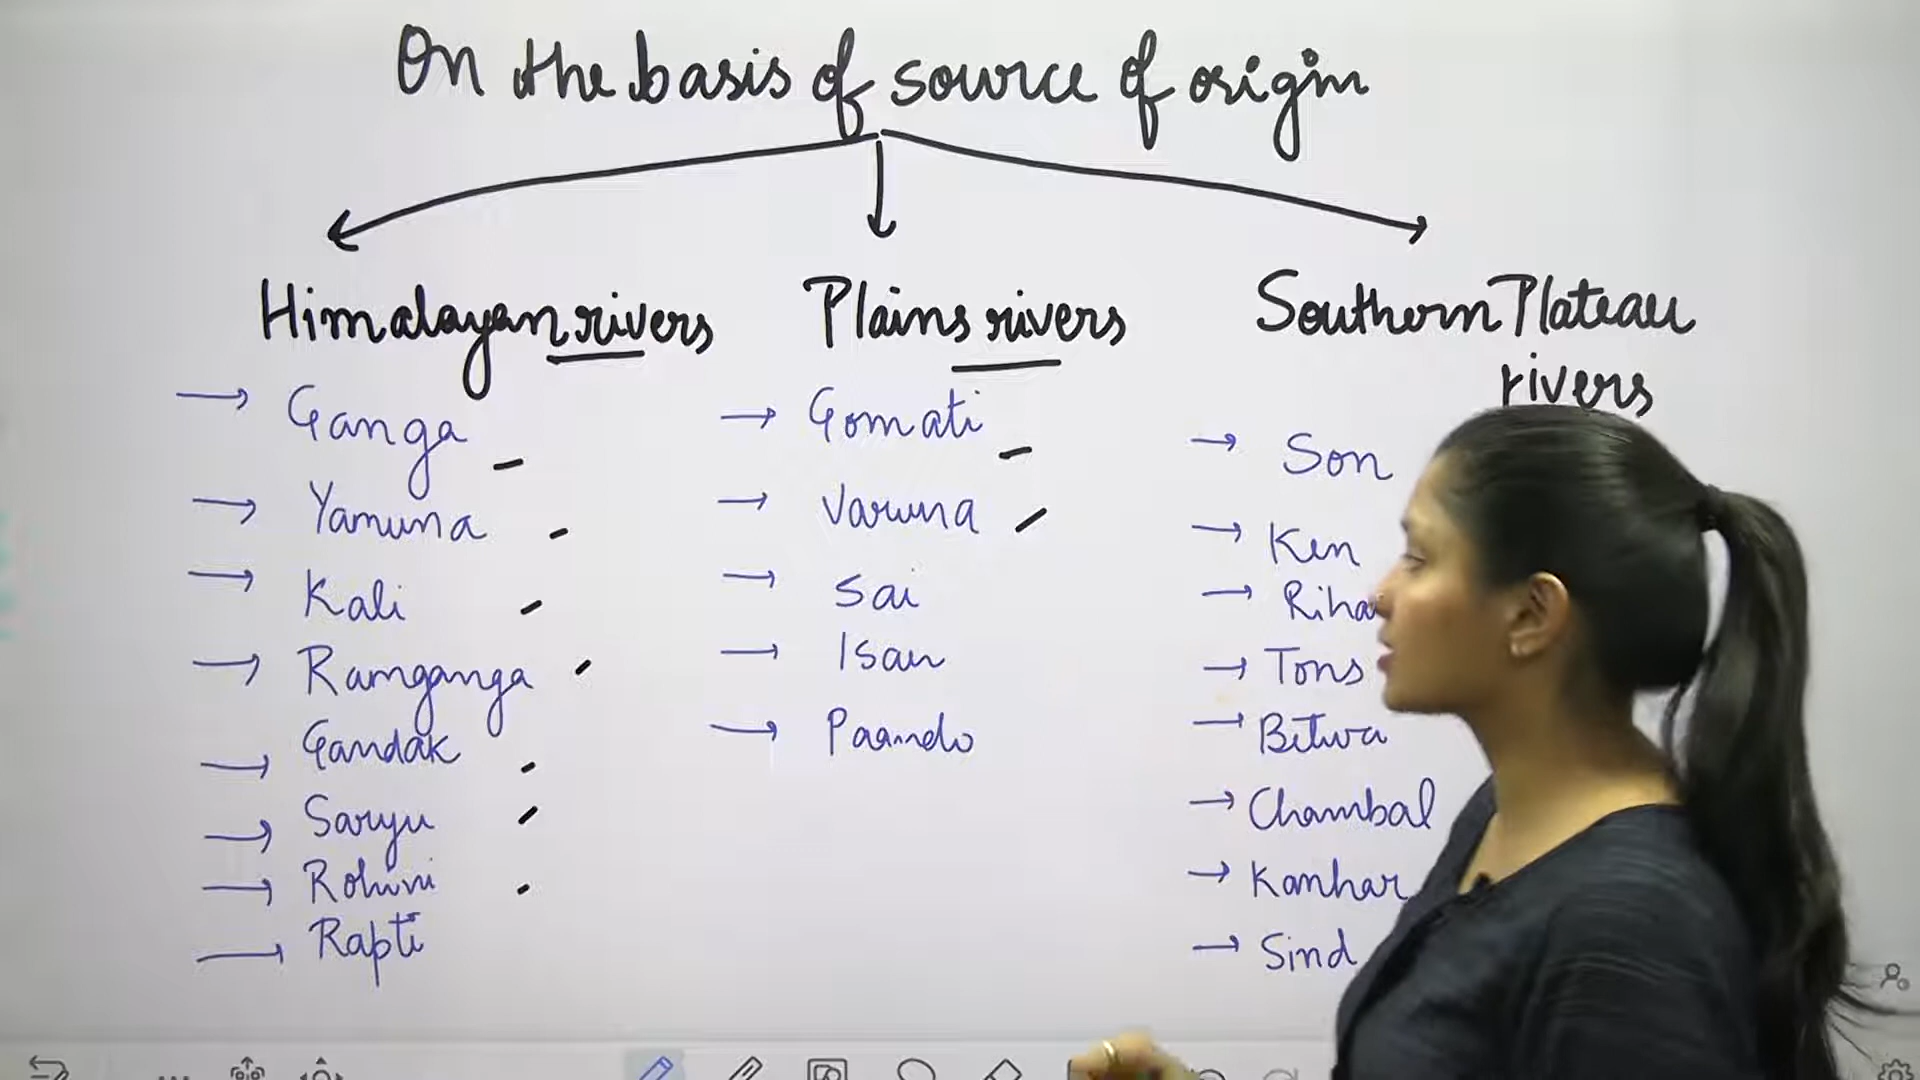 On the basis of source of origin
Himalayan rivers
Ganga
Yamuna
Kali
Ramganga
Gandak
Saryu
Rohini
Rapti
Plains rivers
Gomati
Varuna
Sai
Isan
Paando
Southern Plateau
rivers
Son
Ken
Riha
Tons
Betwa
Chambal
Kanhar
Sind